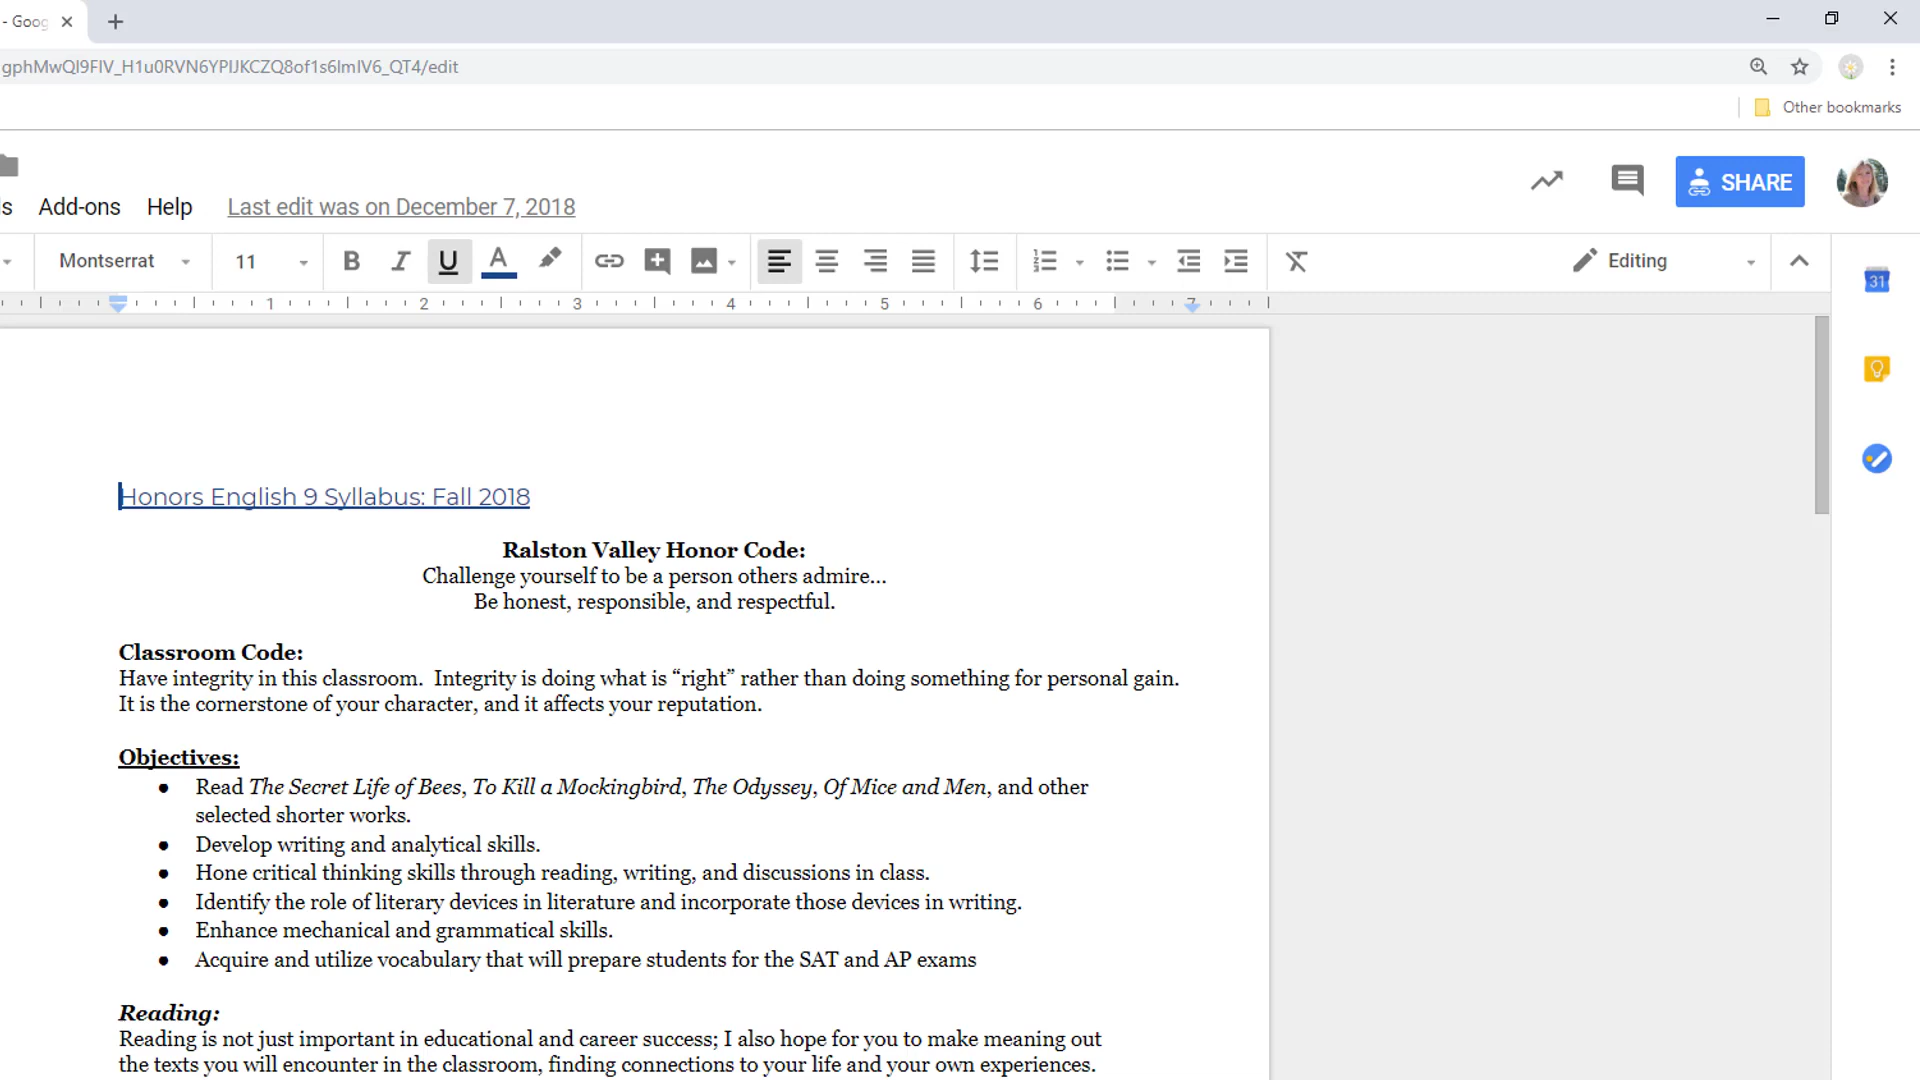 - Goog
gphMwQl9FlV_H1u0RVN6YPlJKCZQ8of1s6lmlV6_QT4/edit
Other bookmarks
SHARE
ls Add-ons Help Last edit was on December 7, 2018
Montserrat 11 B I U A Editing
1 2 3 4 5 6 7
31
Honors English 9 Syllabus: Fall 2018
Ralston Valley Honor Code:
Challenge yourself to be a person others admire...
Be honest, responsible, and respectful.
Classroom Code:
Have integrity in this classroom.  Integrity is doing what is “right” rather than doing something for personal gain.
It is the cornerstone of your character, and it affects your reputation.
Objectives:
● Read The Secret Life of Bees, To Kill a Mockingbird, The Odyssey, Of Mice and Men, and other
selected shorter works.
● Develop writing and analytical skills.
● Hone critical thinking skills through reading, writing, and discussions in class.
● Identify the role of literary devices in literature and incorporate those devices in writing.
● Enhance mechanical and grammatical skills.
● Acquire and utilize vocabulary that will prepare students for the SAT and AP exams
Reading:
Reading is not just important in educational and career success; I also hope for you to make meaning out
the texts you will encounter in the classroom, finding connections to your life and your own experiences.